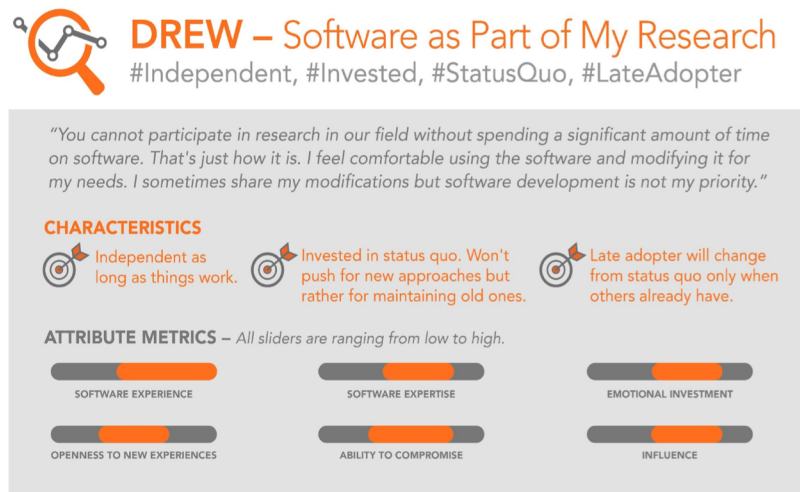 DREW – Software as Part of My Research
#Independent, #Invested, #StatusQuo, #LateAdopter
“You cannot participate in research in our field without spending a significant amount of time
on software. That's just how it is. I feel comfortable using the software and modifying it for
my needs. I sometimes share my modifications but software development is not my priority.”
CHARACTERISTICS
Independent as
long as things work.
Invested in status quo. Won't
push for new approaches but
rather for maintaining old ones.
Late adopter will change
from status quo only when
others already have.
ATTRIBUTE METRICS – All sliders are ranging from low to high.
SOFTWARE EXPERIENCE
SOFTWARE EXPERTISE
EMOTIONAL INVESTMENT
OPENNESS TO NEW EXPERIENCES
ABILITY TO COMPROMISE
INFLUENCE